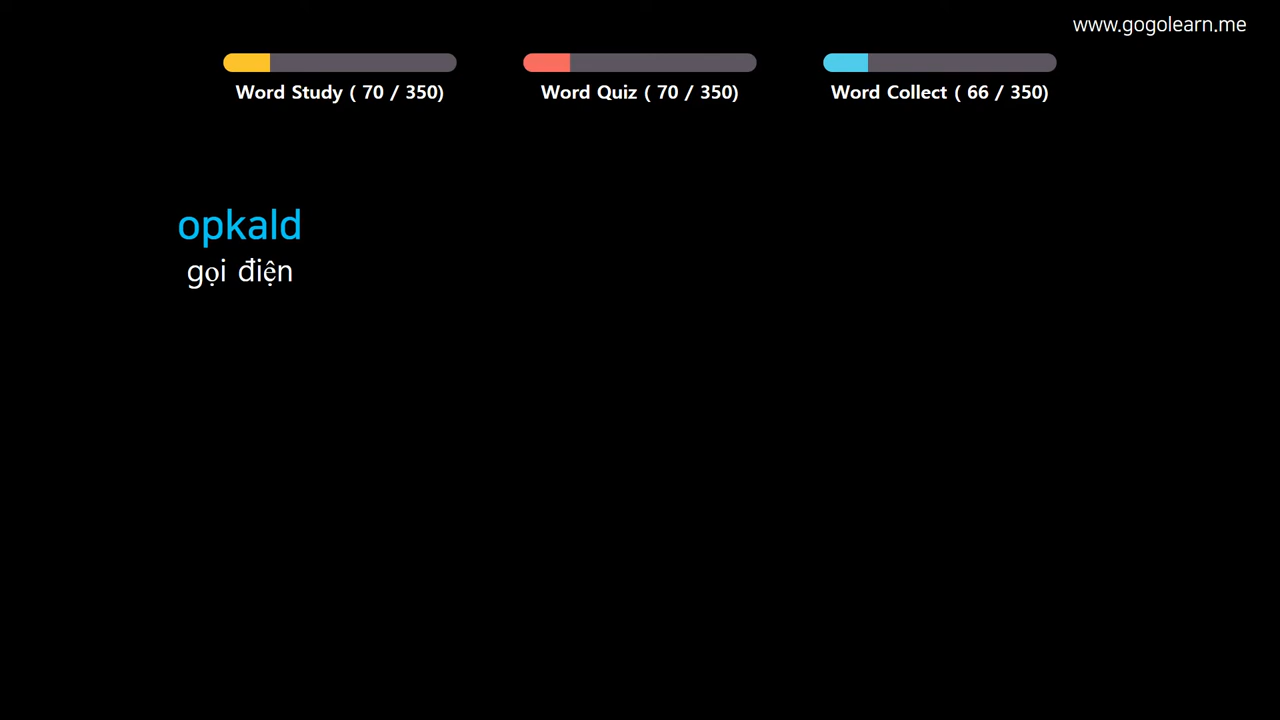 www.gogolearn.me
Word Study ( 70 / 350)
Word Quiz ( 70 / 350)
Word Collect ( 66 / 350)
opkald
gọi điện